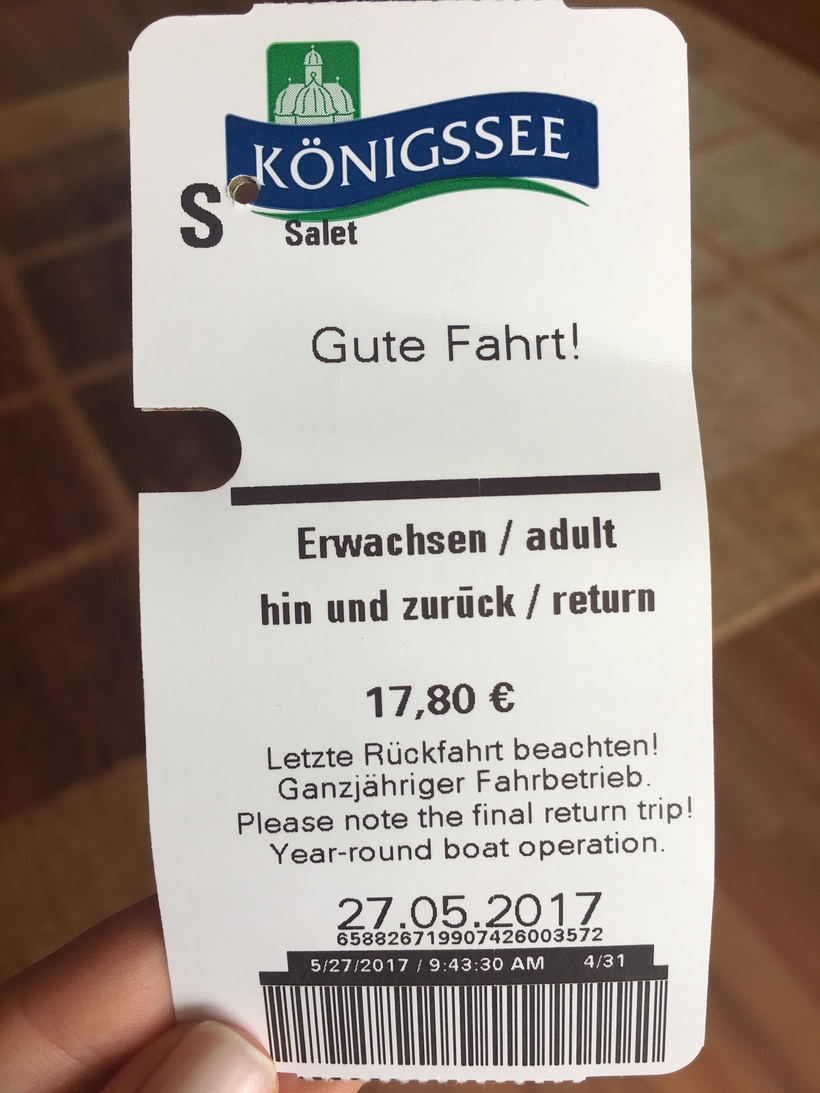 KÖNIGSSEE
S Salet
Gute Fahrt!
Erwachsen / adult
hin und zurück / return
17,80 €
Letzte Rückfahrt beachten!
Ganzjähriger Fahrbetrieb.
Please note the final return trip!
Year-round boat operation.
27.05.2017
658826719907426003572
5/27/2017 / 9:43:30 AM 4/31